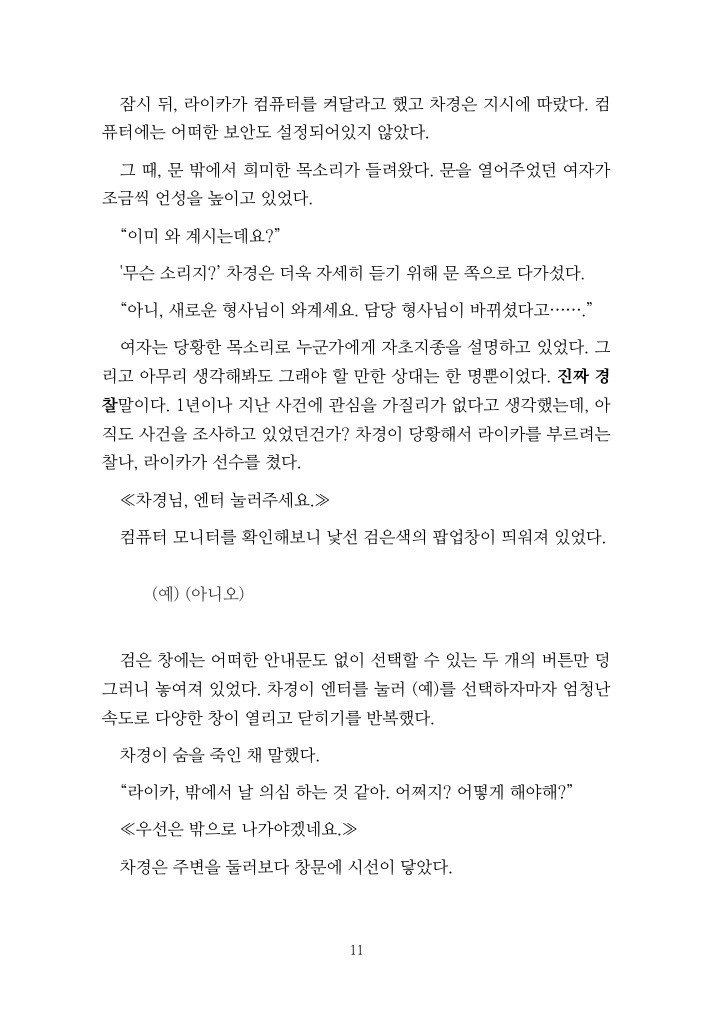 잠시 뒤, 라이카가 컴퓨터를 켜달라고 했고 차경은 지시에 따랐다. 컴
퓨터에는 어떠한 보안도 설정되어있지 않았다.
그 때, 문 밖에서 희미한 목소리가 들려왔다. 문을 열어주었던 여자가
조금씩 언성을 높이고 있었다.
“이미 와 계시는데요?”
'무슨 소리지?’ 차경은 더욱 자세히 듣기 위해 문 쪽으로 다가섰다.
“아니, 새로운 형사님이 와계세요. 담당 형사님이 바뀌셨다고…….”
여자는 당황한 목소리로 누군가에게 자초지종을 설명하고 있었다. 그
리고 아무리 생각해봐도 그래야 할 만한 상대는 한 명뿐이었다. 진짜 경
찰말이다. 1년이나 지난 사건에 관심을 가질리가 없다고 생각했는데, 아
직도 사건을 조사하고 있었던건가? 차경이 당황해서 라이카를 부르려는
찰나, 라이카가 선수를 쳤다.
≪차경님, 엔터 눌러주세요.≫
컴퓨터 모니터를 확인해보니 낯선 검은색의 팝업창이 띄워져 있었다.
(예) (아니오)
검은 창에는 어떠한 안내문도 없이 선택할 수 있는 두 개의 버튼만 덩
그러니 놓여져 있었다. 차경이 엔터를 눌러 (예)를 선택하자마자 엄청난
속도로 다양한 창이 열리고 닫히기를 반복했다.
차경이 숨을 죽인 채 말했다.
“라이카, 밖에서 날 의심 하는 것 같아. 어쩌지? 어떻게 해야해?”
≪우선은 밖으로 나가야겠네요.≫
차경은 주변을 둘러보다 창문에 시선이 닿았다.
11